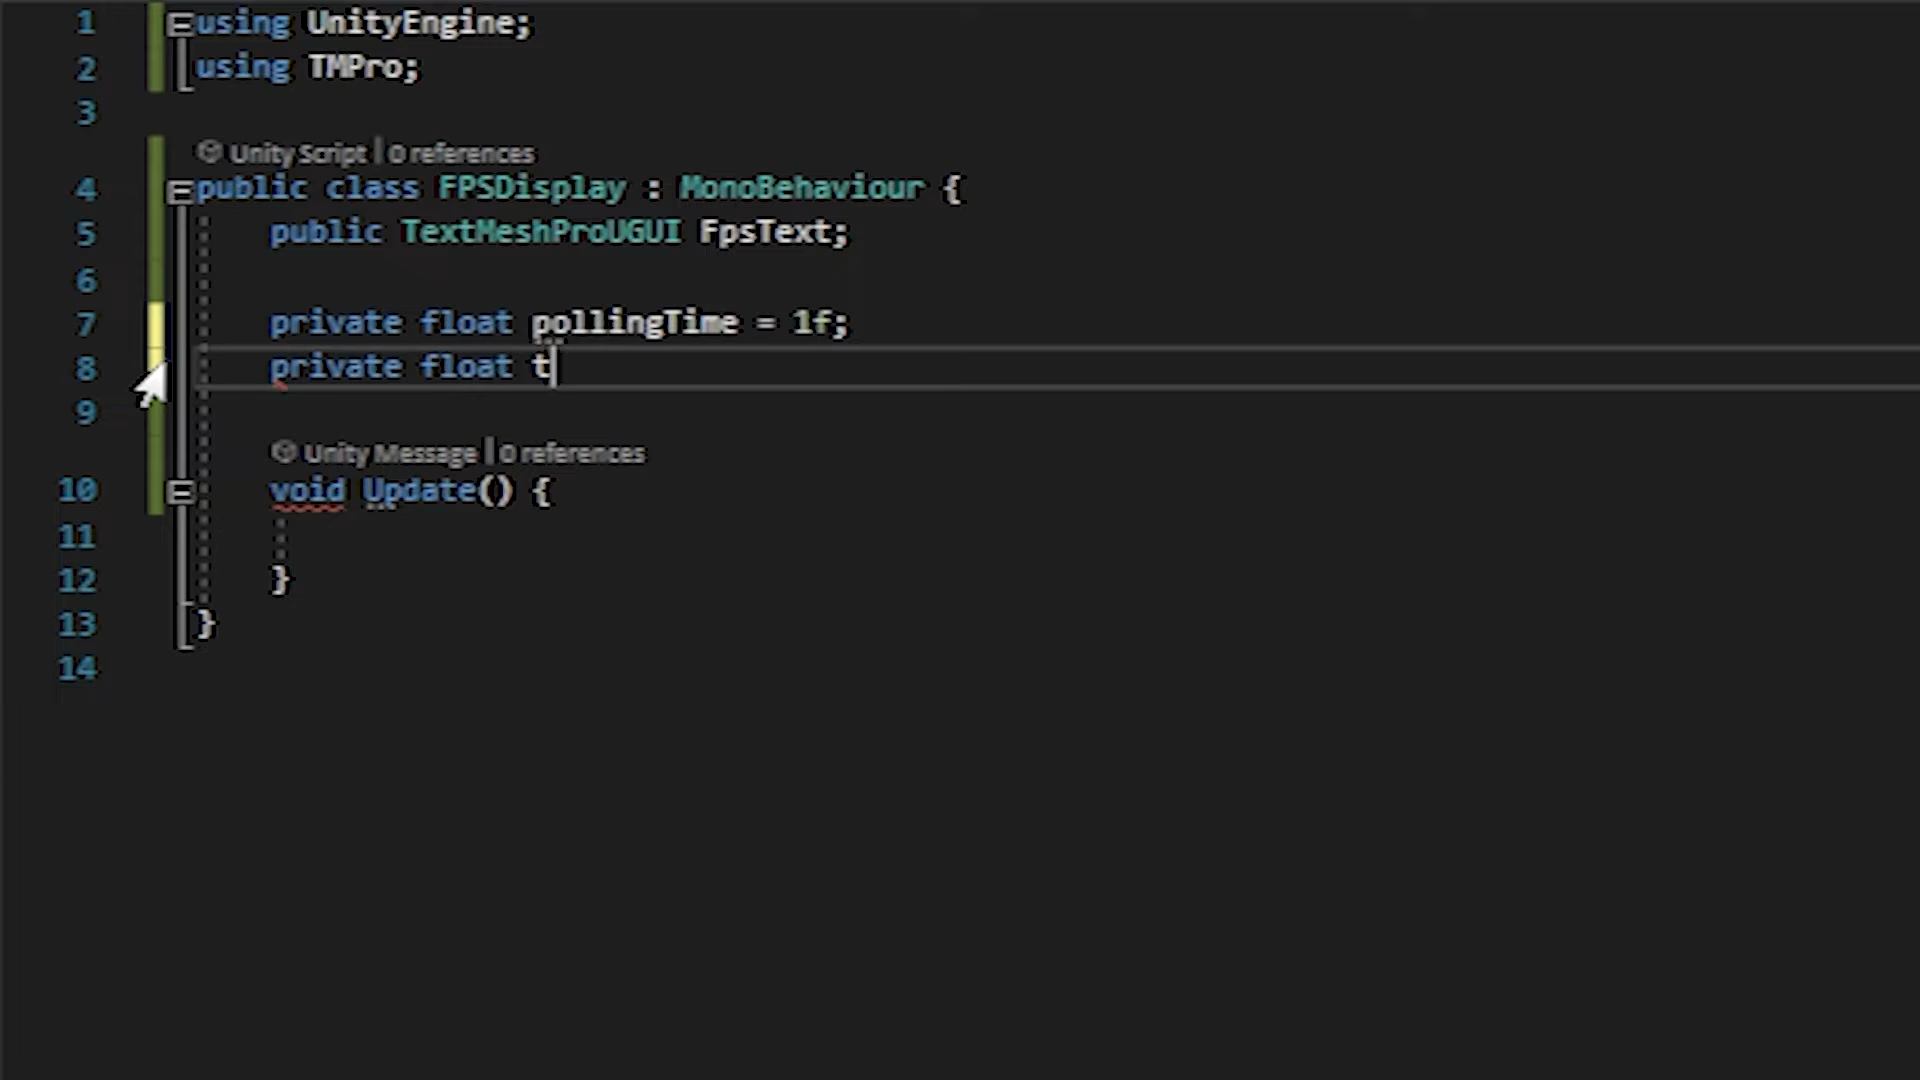 1 using UnityEngine;
2 using TMPro;
3
Unity Script | 0 references
4 public class FPSDisplay : MonoBehaviour {
5 public TextMeshProUGUI FpsText;
6
7 private float pollingTime = 1f;
8 private float t
9
Unity Message | 0 references
10 void Update() {
11
12 }
13 }
14